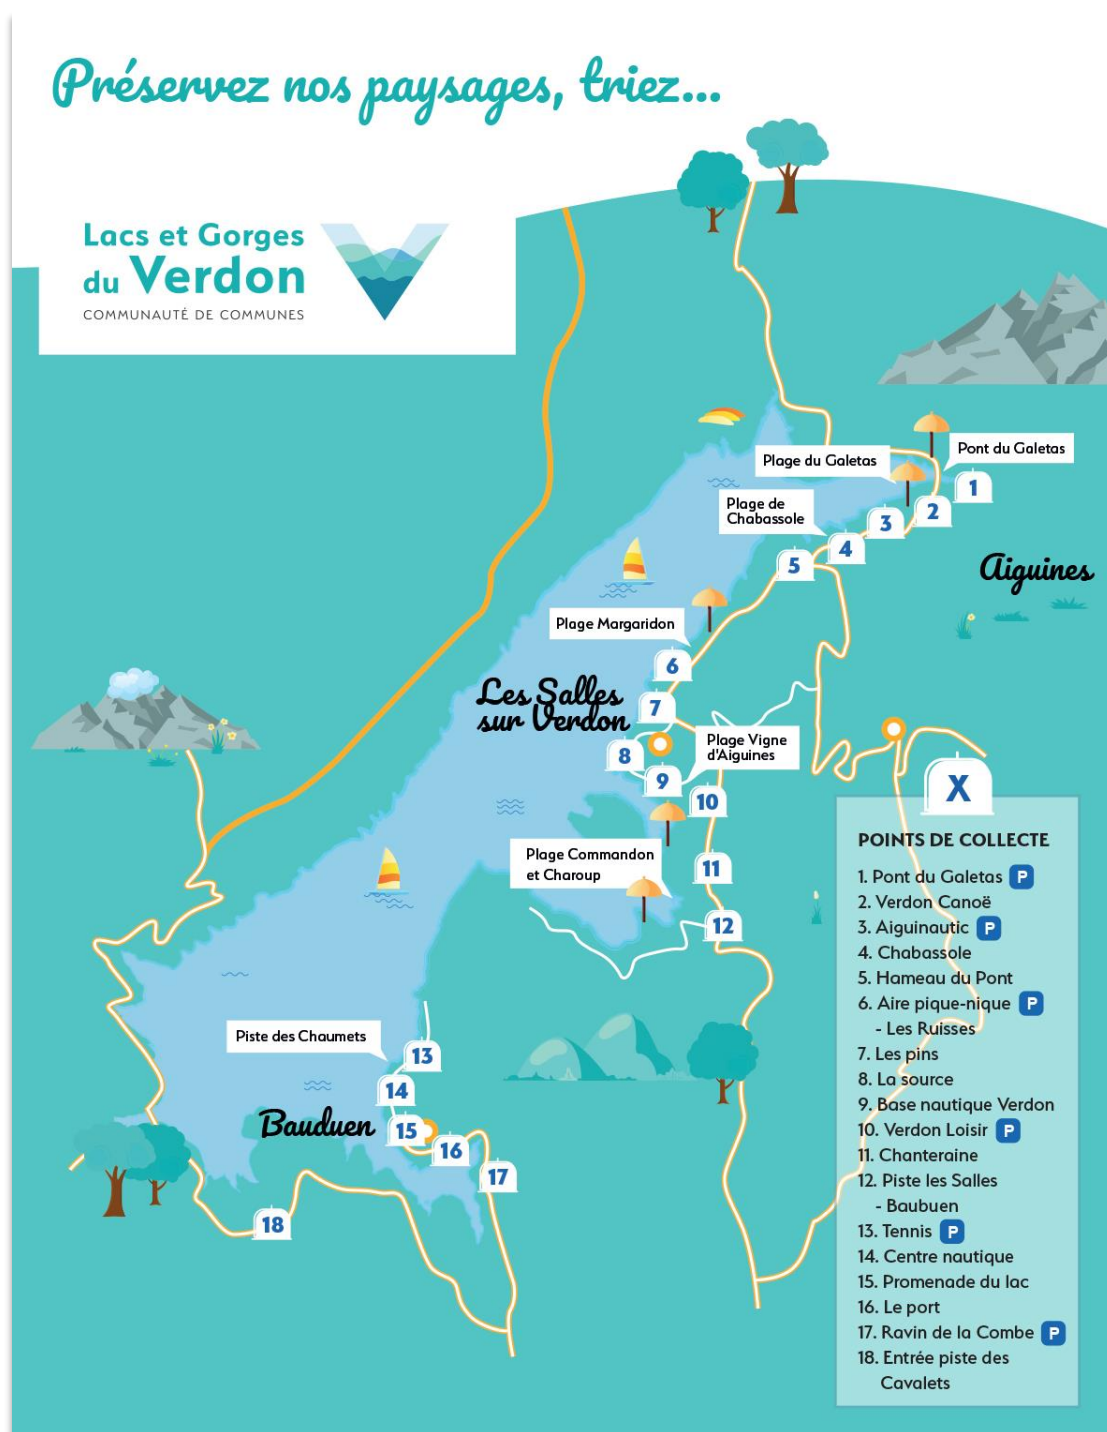 Préservez nos paysages, triez...
Lacs et Gorges
du Verdon
COMMUNAUTÉ DE COMMUNES
Pont du Galetas
Plage du Galetas
1
Plage de
Chabassole
2
3
4
5
Aiguines
Plage Margaridon
6
Les Salles
sur Verdon
7
Plage Vigne
d'Aiguines
8
9
10
Plage Commandon
et Charoup
11
12
Piste des Chaumets
13
14
Bauduen
15
16
17
18
X
POINTS DE COLLECTE
1. Pont du Galetas P
2. Verdon Canoë
3. Aiguinautic P
4. Chabassole
5. Hameau du Pont
6. Aire pique-nique P
- Les Ruisses
7. Les pins
8. La source
9. Base nautique Verdon
10. Verdon Loisir P
11. Chanteraine
12. Piste les Salles
- Baubuen
13. Tennis P
14. Centre nautique
15. Promenade du lac
16. Le port
17. Ravin de la Combe P
18. Entrée piste des
Cavalets